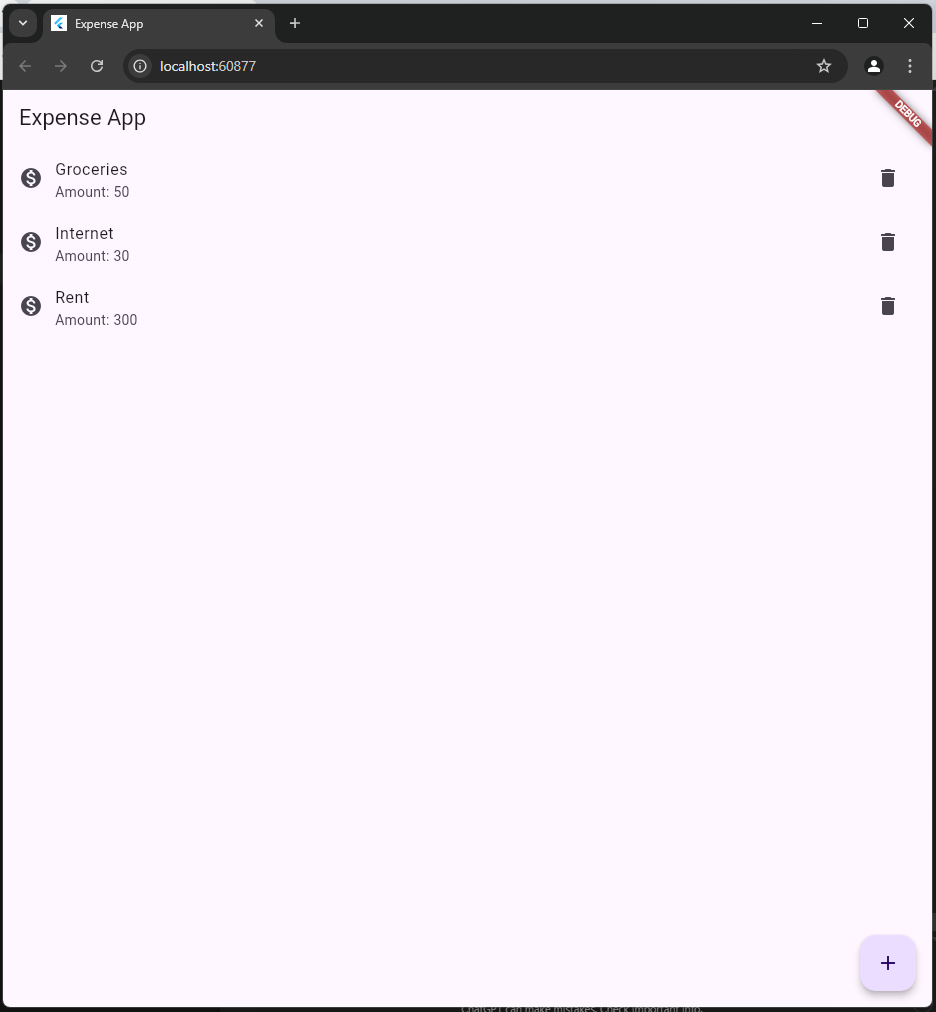 Expense App
localhost:60877
DEBUG
Expense App
Groceries
Amount: 50
Internet
Amount: 30
Rent
Amount: 300
ChatGPT can make mistakes. Check important info.